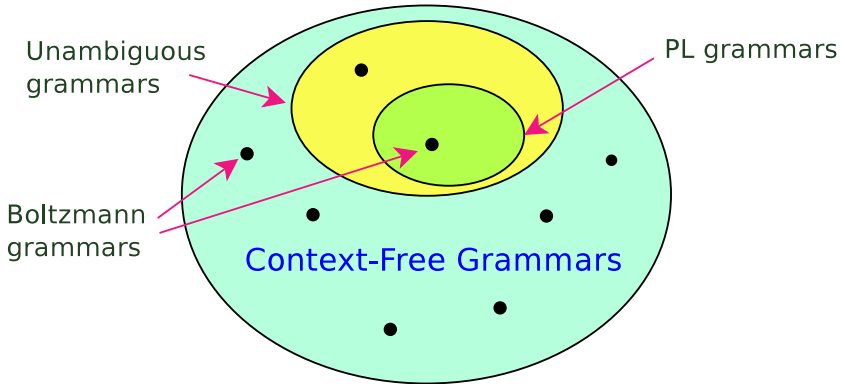 Unambiguous
grammars
PL grammars
Boltzmann
grammars
Context-Free Grammars